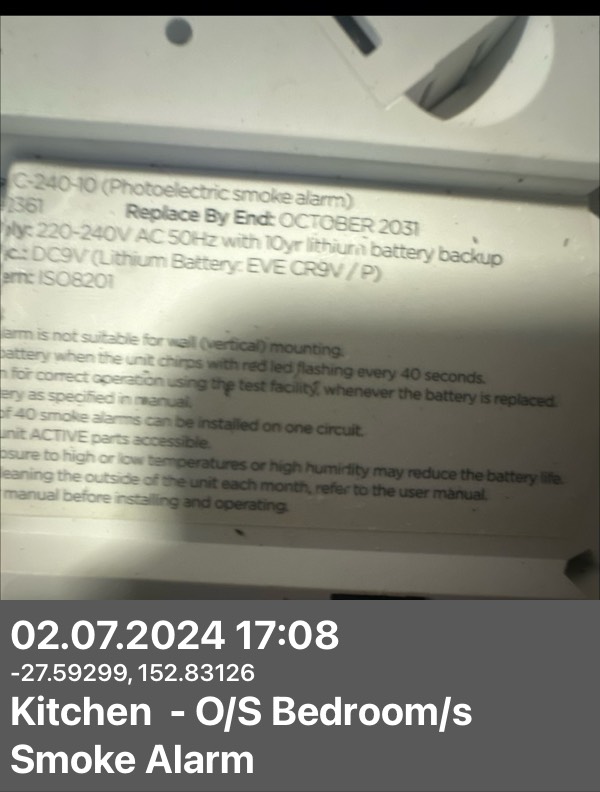 C-240-10 (Photoelectric smoke alarm)
2361 Replace By End: OCTOBER 2031
ply: 220-240V AC 50Hz with 10yr lithium battery backup
ic.: DC9V (Lithium Battery: EVE CR9V / P)
ern: ISO8201
larm is not suitable for wall (vertical) mounting.
battery when the unit chirps with red led flashing every 40 seconds.
n for correct operation using the test facility, whenever the battery is replaced.
ery as specified in manual.
of 40 smoke alarms can be installed on one circuit.
unit ACTIVE parts accessible.
osure to high or low temperatures or high humidity may reduce the battery life.
leaning the outside of the unit each month, refer to the user manual.
manual before installing and operating.
02.07.2024 17:08
-27.59299, 152.83126
Kitchen - O/S Bedroom/s
Smoke Alarm